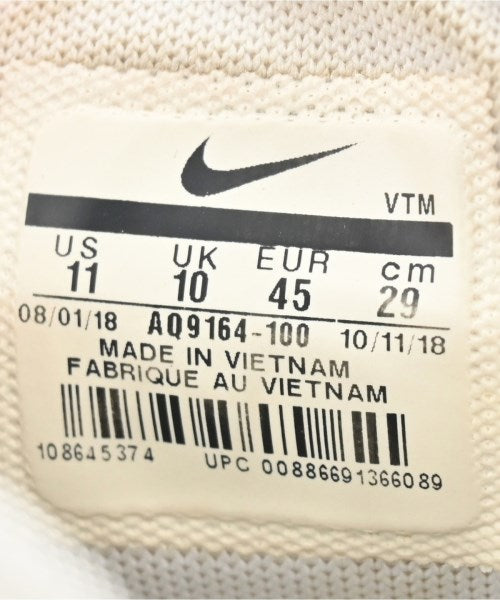 VTM
US UK EUR cm
11 10 45 29
08/01/18 AQ9164-100 10/11/18
MADE IN VIETNAM
FABRIQUE AU VIETNAM
108645374 UPC 00886691366089